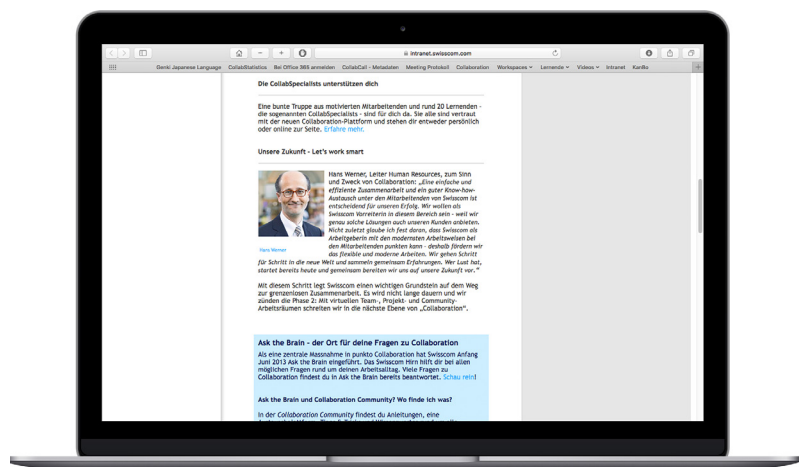 intranet.swisscom.com
Genki Japanese Language CollabStatistics Bei Office 365 anmelden CollabCall - Metadaten Meeting Protokoll Collaboration Workspaces Lernende Videos Intranet KanBo
Die CollabSpecialists unterstützen dich
Eine bunte Truppe aus motivierten Mitarbeitenden und rund 20 Lernenden -
die sogenannten CollabSpecialists - sind für dich da. Sie alle sind vertraut
mit der neuen Collaboration-Plattform und stehen dir entweder persönlich
oder online zur Seite. Erfahre mehr.
Unsere Zukunft - Let's work smart
Hans Werner, Leiter Human Resources, zum Sinn
und Zweck von Collaboration: „Eine einfache und
effiziente Zusammenarbeit und ein guter Know-how-
Austausch unter den Mitarbeitenden von Swisscom ist
entscheidend für unseren Erfolg. Wir wollen als
Swisscom Vorreiterin in diesem Bereich sein - weil wir
genau solche Lösungen auch unseren Kunden anbieten.
Nicht zuletzt glaube ich fest daran, dass Swisscom als
Arbeitgeberin mit den modernsten Arbeitsweisen bei
den Mitarbeitenden punkten kann - deshalb fördern wir
das flexible und moderne Arbeiten. Wir gehen Schritt
Hans Werner
für Schritt in die neue Welt und sammeln gemeinsam Erfahrungen. Wer Lust hat,
startet bereits heute und gemeinsam bereiten wir uns auf unsere Zukunft vor."
Mit diesem Schritt legt Swisscom einen wichtigen Grundstein auf dem Weg
zur grenzenlosen Zusammenarbeit. Es wird nicht lange dauern und wir
zünden die Phase 2: Mit virtuellen Team-, Projekt- und Community-
Arbeitsräumen schreiten wir in die nächste Ebene von „Collaboration".
Ask the Brain - der Ort für deine Fragen zu Collaboration
Als eine zentrale Massnahme in punkto Collaboration hat Swisscom Anfang
Juni 2013 Ask the Brain eingeführt. Das Swisscom Hirn hilft dir bei allen
möglichen Fragen rund um deinen Arbeitsalltag. Viele Fragen zu
Collaboration findest du in Ask the Brain bereits beantwortet. Schau rein!
Ask the Brain und Collaboration Community? Wo finde ich was?
In der Collaboration Community findest du Anleitungen, eine